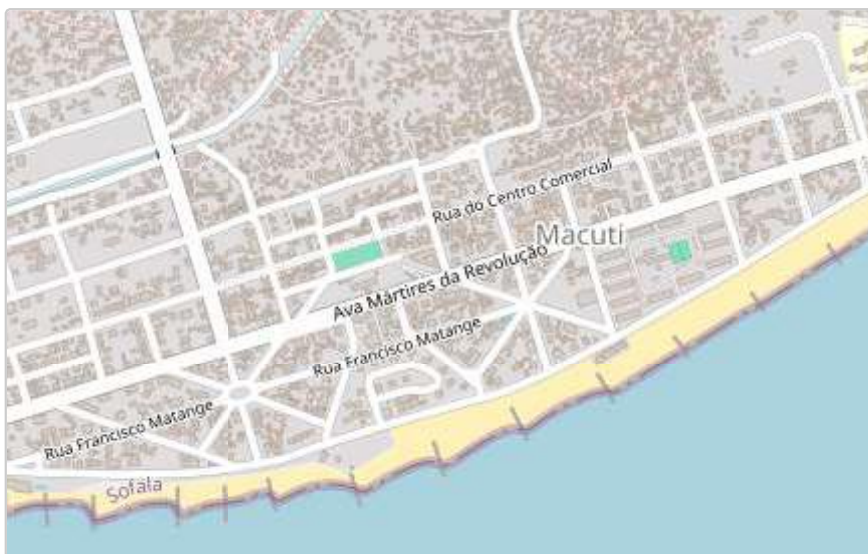 Rua do Centro Comercial
Macuti
Ava Mártires da Revolução
Rua Francisco Matange
Rua Francisco Matange
Sofala